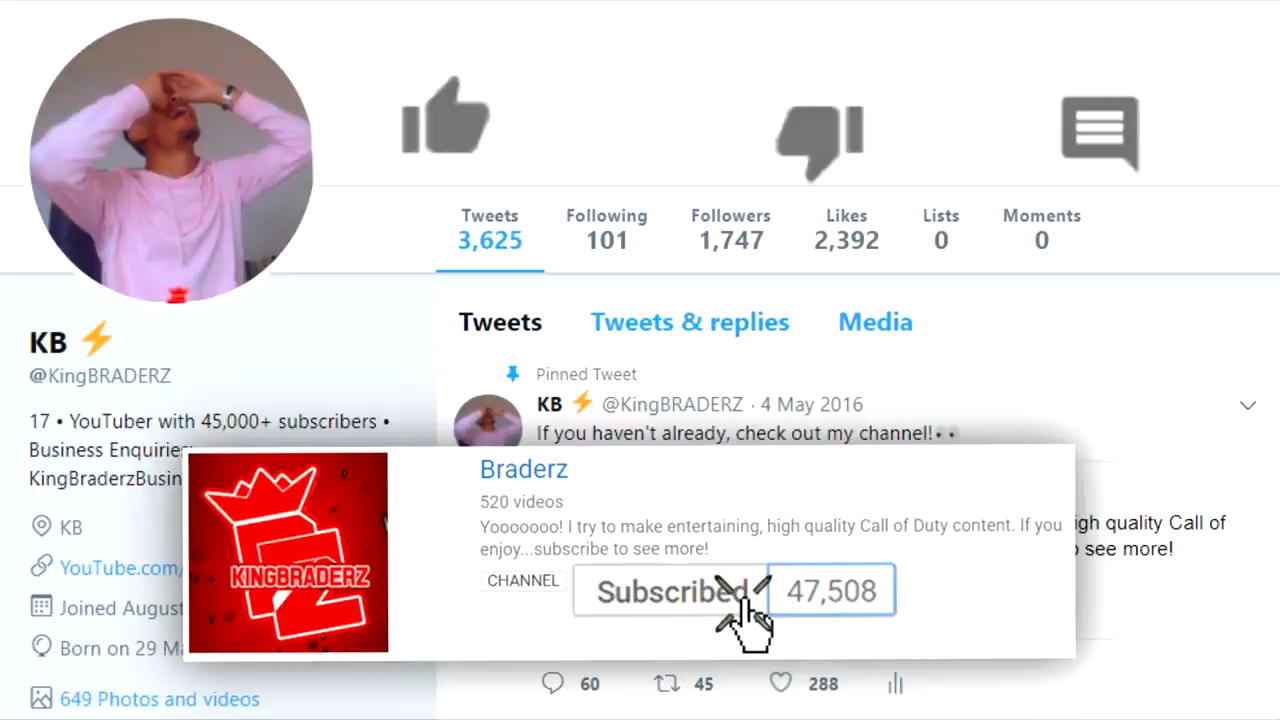 Tweets Following Followers Likes Lists Moments
3,625 101 1,747 2,392 0 0
KB ⚡
@KingBRADERZ
17 • YouTuber with 45,000+ subscribers •
Business Enquiries
KingBraderzBusin
KB
YouTube.com/
Joined August
Born on 29 Ma
649 Photos and videos
Tweets Tweets & replies Media
Pinned Tweet
KB ⚡ @KingBRADERZ · 4 May 2016
If you haven't already, check out my channel!👀
KINGBRADERZ
Braderz
520 videos
Yooooooo! I try to make entertaining, high quality Call of Duty content. If you
enjoy...subscribe to see more!
CHANNEL Subscribed 47,508
igh quality Call of
see more!
60 45 288